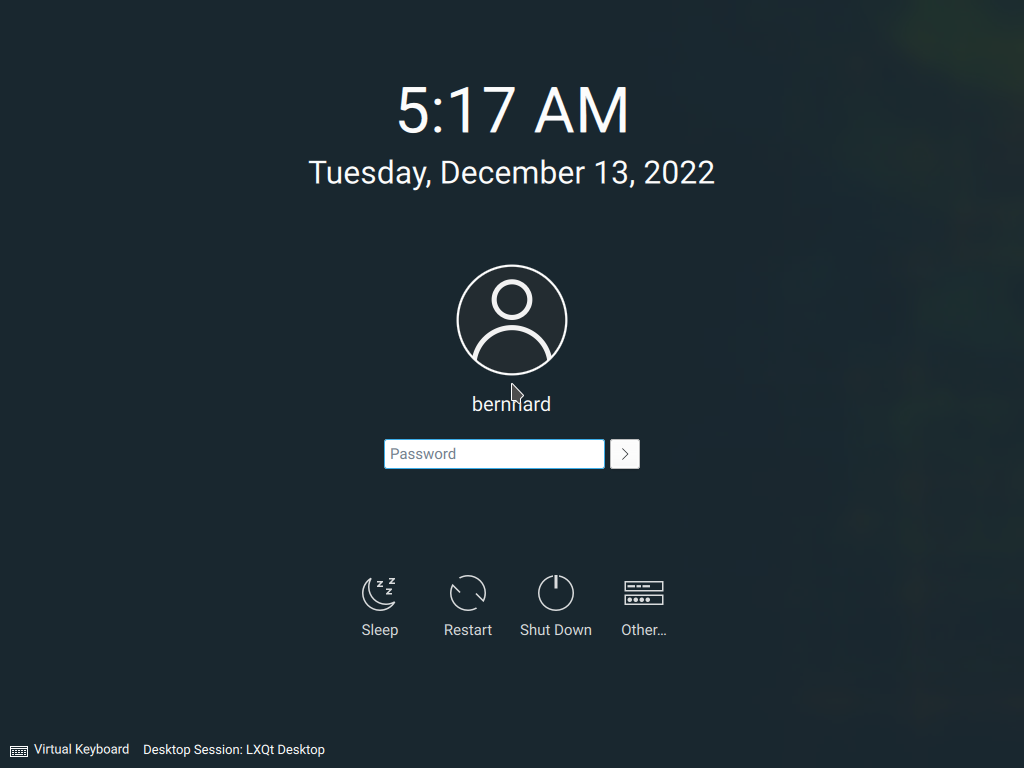 5:17 AM
Tuesday, December 13, 2022
bernhard
Password
Sleep
Restart
Shut Down
Other...
Virtual Keyboard
Desktop Session: LXQt Desktop